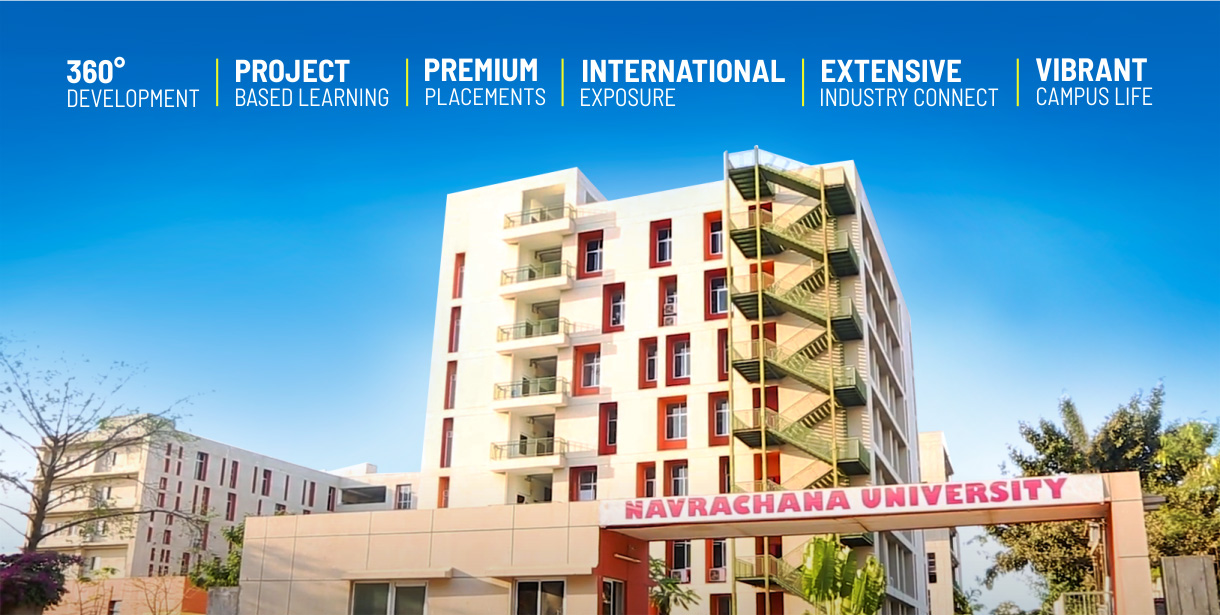 360°
DEVELOPMENT
PROJECT
BASED LEARNING
PREMIUM
PLACEMENTS
INTERNATIONAL
EXPOSURE
EXTENSIVE
INDUSTRY CONNECT
VIBRANT
CAMPUS LIFE
NAVRACHANA UNIVERSITY